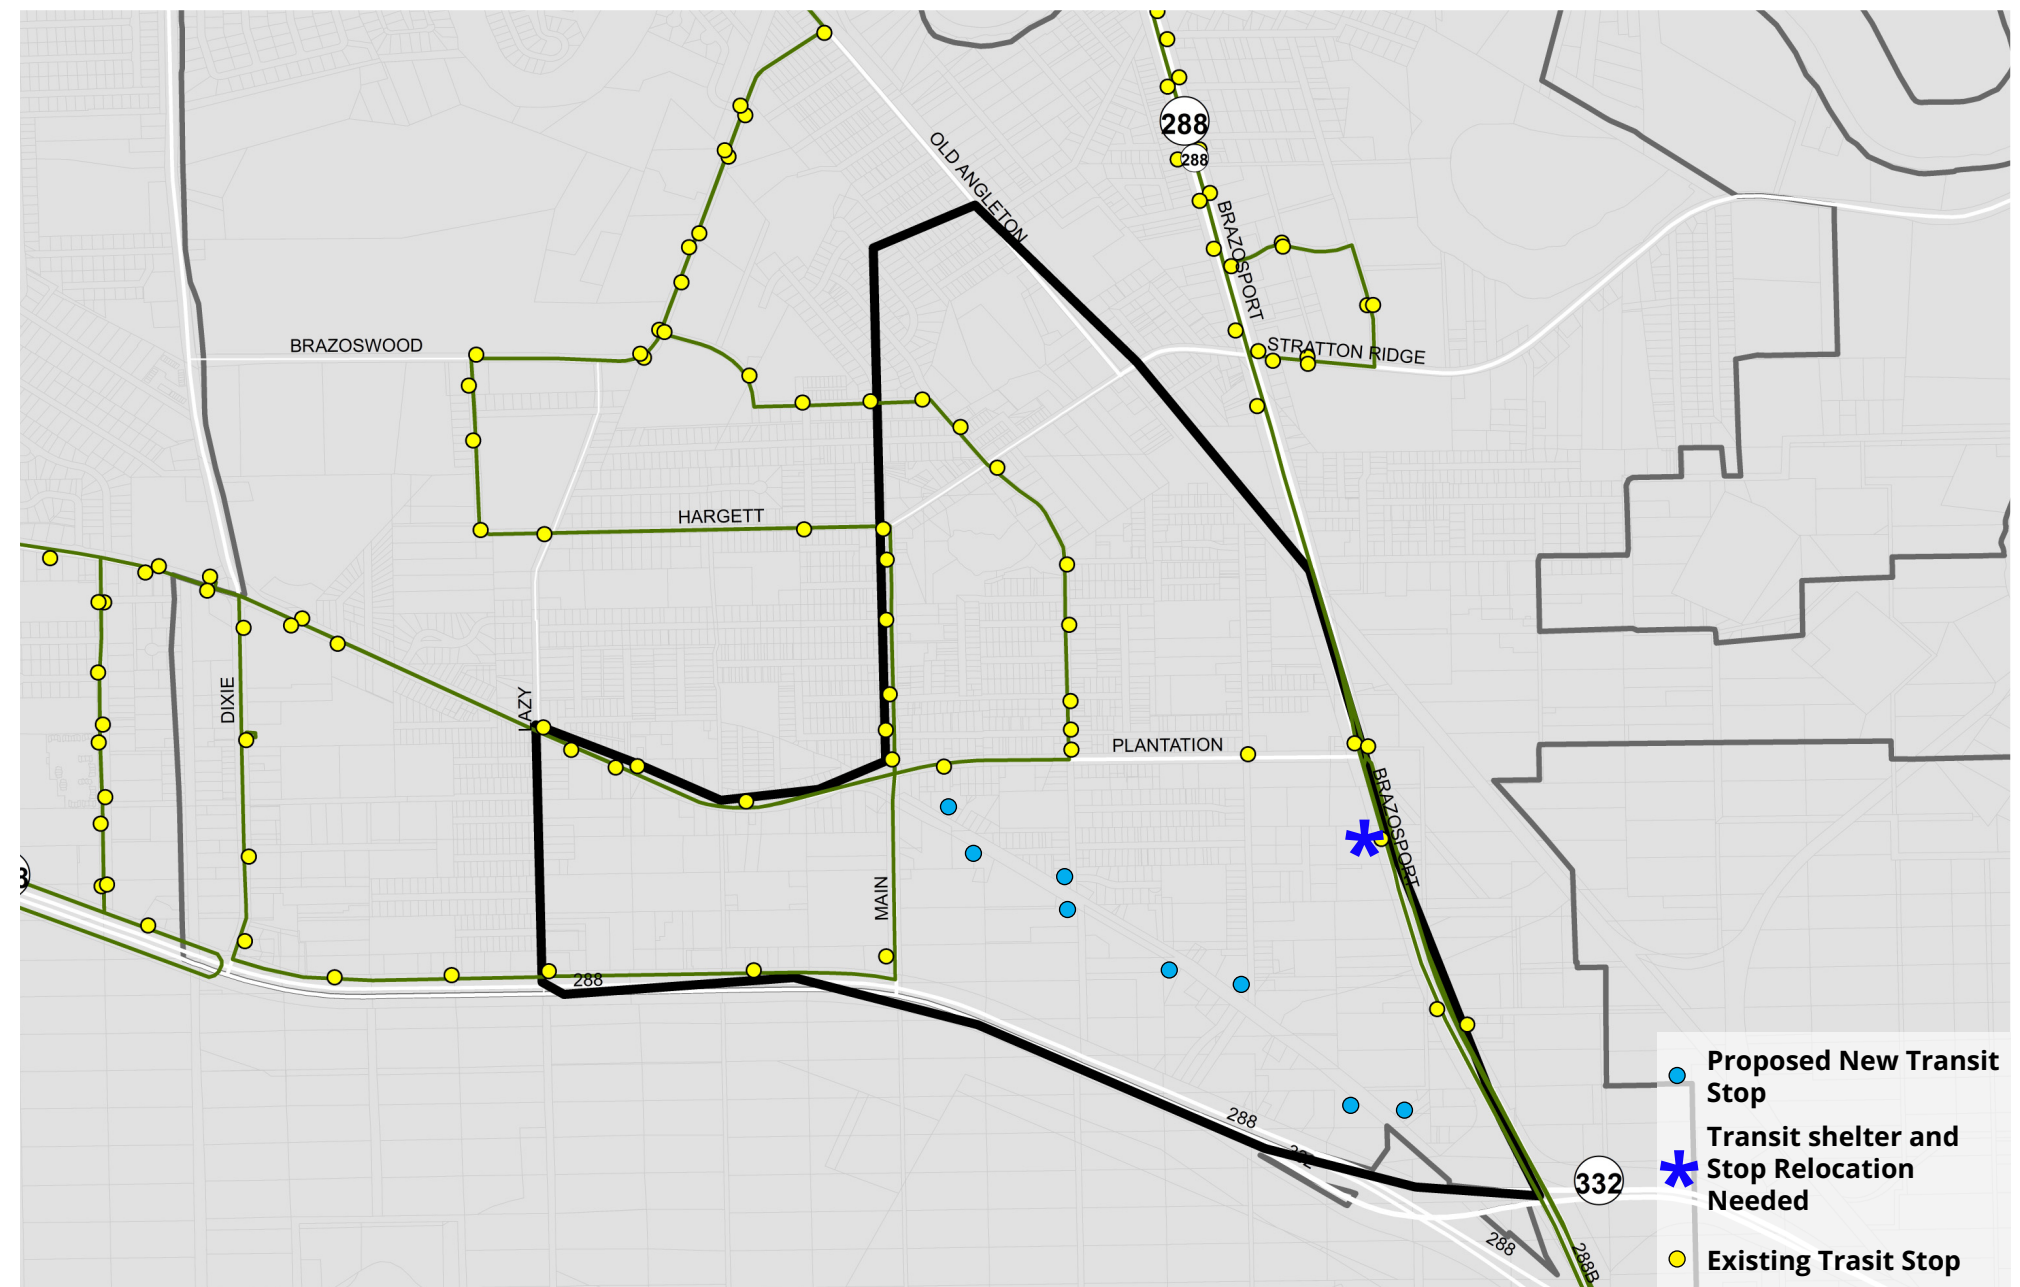 288
288
OLD ANGLETON
BRAZOSPORT
BRAZOSWOOD
STRATTON RIDGE
HARGETT
DIXIE
LAZY
PLANTATION
BRAZOSPORT
MAIN
288
288
332
332
288
288B
Proposed New Transit
Stop
Transit shelter and
Stop Relocation
Needed
Existing Trasit Stop